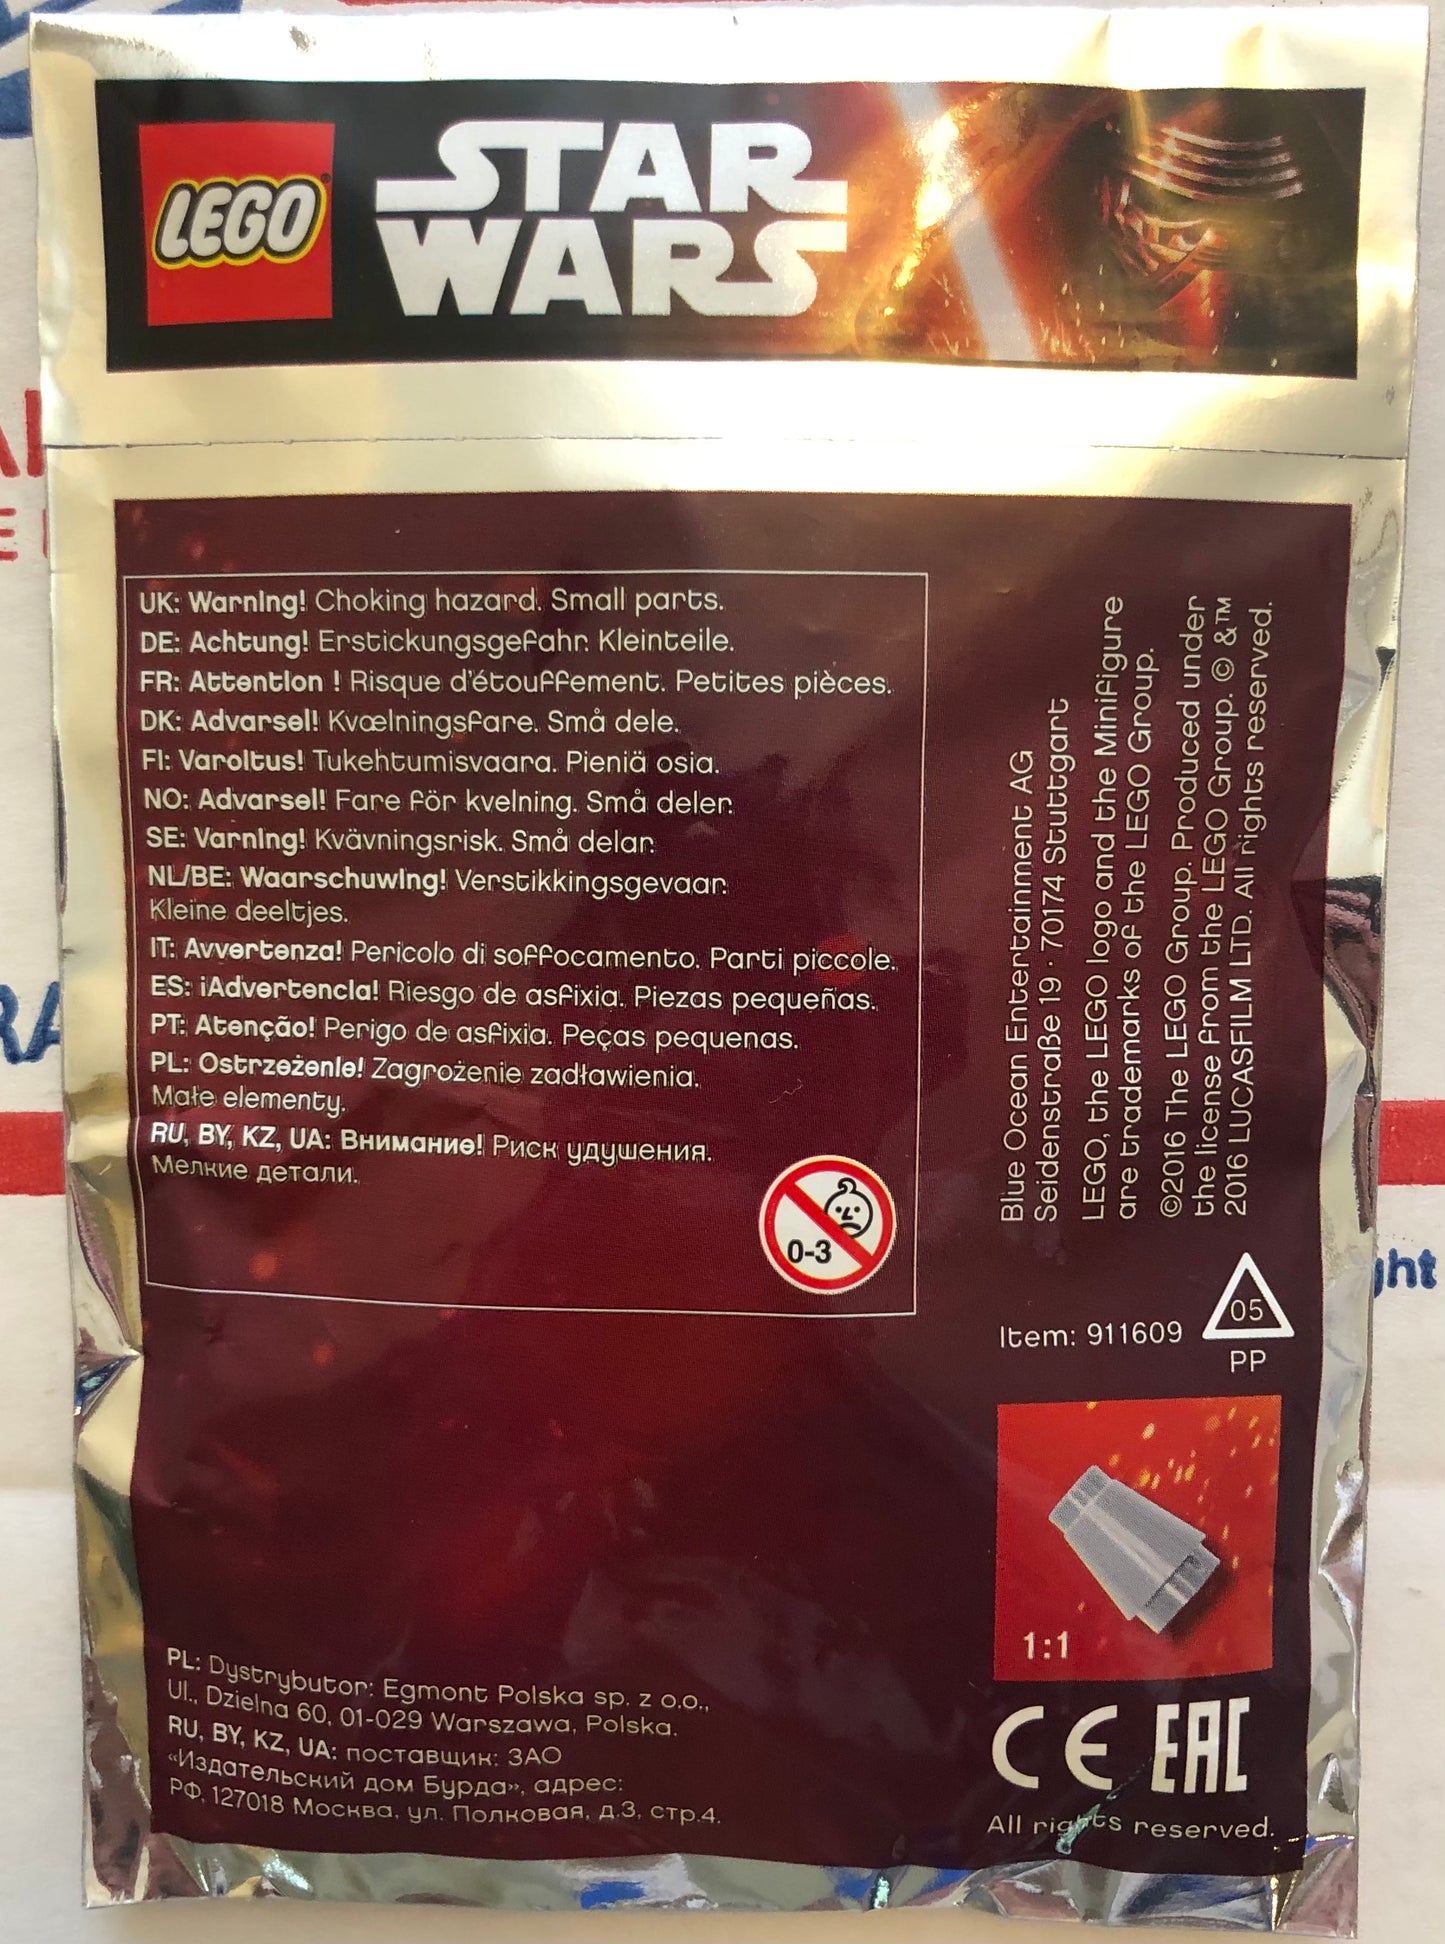 LEGO®
STAR
WARS
UK: Warning! Choking hazard. Small parts.
DE: Achtung! Erstickungsgefahr. Kleinteile.
FR: Attention ! Risque d'étouffement. Petites pièces.
DK: Advarsel! Kvælningsfare. Små dele.
FI: Varoitus! Tukehtumisvaara. Pieniä osia.
NO: Advarsel! Fare för kvelning. Små deler.
SE: Varning! Kvävningsrisk. Små delar.
NL/BE: Waarschuwing! Verstikkingsgevaar.
Kleine deeltjes.
IT: Avvertenza! Pericolo di soffocamento. Parti piccole.
ES: ¡Advertencia! Riesgo de asfixia. Piezas pequeñas.
PT: Atenção! Perigo de asfixia. Peças pequenas.
PL: Ostrzeżenie! Zagrożenie zadławienia.
Małe elementy.
RU, BY, KZ, UA: Внимание! Риск удушения.
Мелкие детали.
0-3
Blue Ocean Entertainment AG
Seidenstraße 19 · 70174 Stuttgart
LEGO, the LEGO logo and the Minifigure
are trademarks of the LEGO Group.
©2016 The LEGO Group. Produced under
the license from the LEGO Group. © &™
2016 LUCASFILM LTD. All rights reserved.
Item: 911609
05
PP
1:1
CE EAC
All rights reserved.
PL: Dystrybutor: Egmont Polska sp. z o.o.,
Ul., Dzielna 60, 01-029 Warszawa, Polska.
RU, BY, KZ, UA: поставщик: ЗАО
«Издательский дом Бурда», адрес:
РФ, 127018 Москва, ул. Полковая, д.3, стр.4.
ght